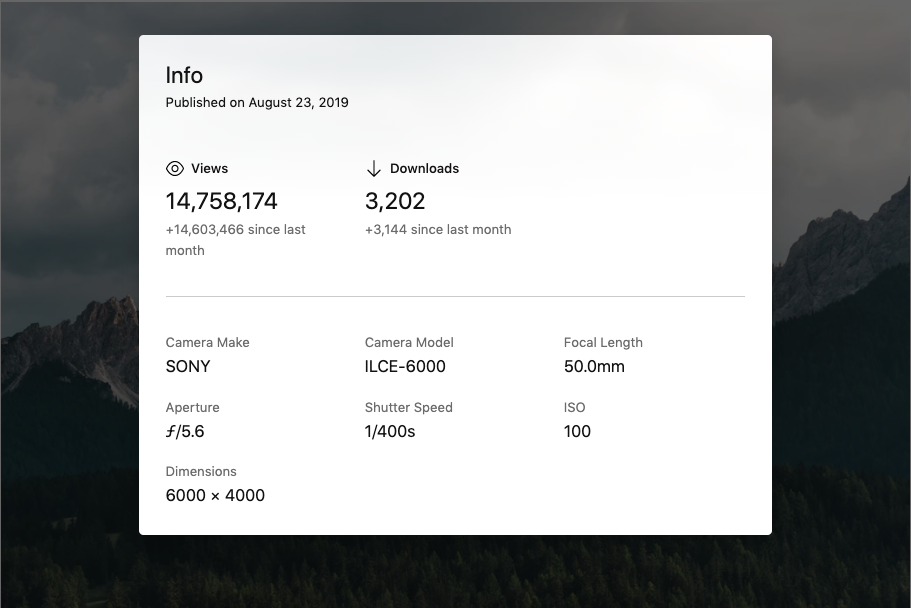 Info
Published on August 23, 2019
Views
Downloads
14,758,174
3,202
+14,603,466 since last
month
+3,144 since last month
Camera Make
Camera Model
Focal Length
SONY
ILCE-6000
50.0mm
Aperture
Shutter Speed
ISO
ƒ/5.6
1/400s
100
Dimensions
6000 × 4000